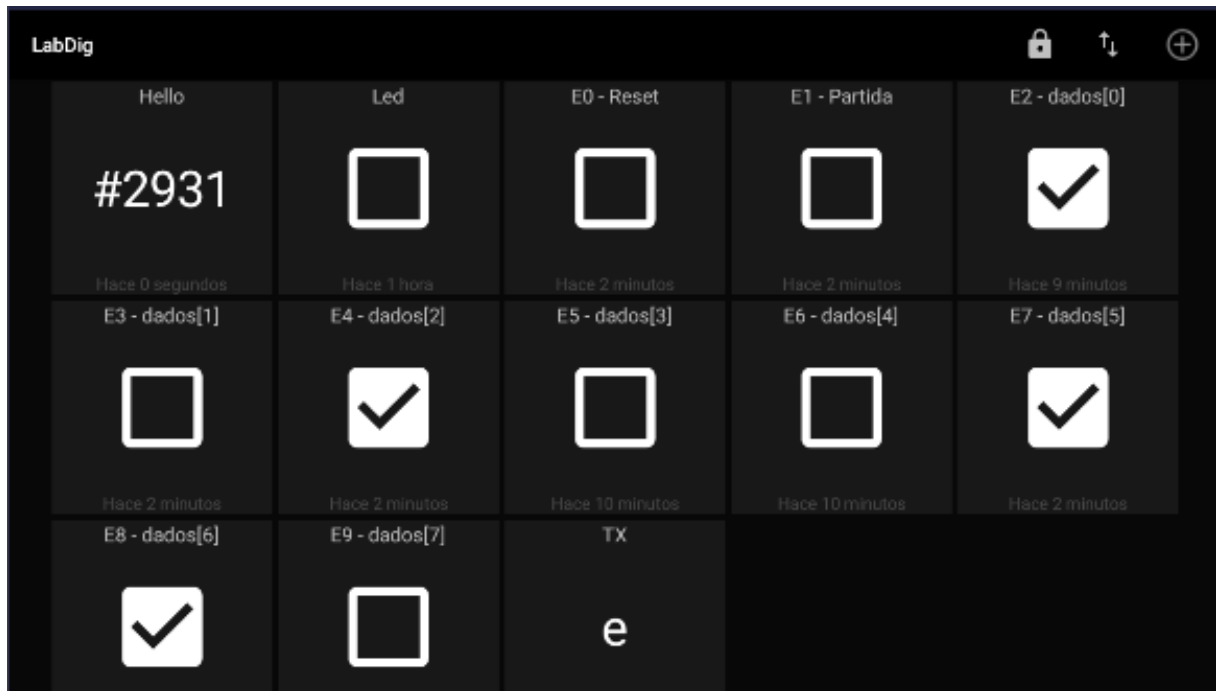 LabDig
Hello
Led
E0 - Reset
E1 - Partida
E2 - dados[0]
#2931
Hace 0 segundos
Hace 1 hora
Hace 2 minutos
Hace 2 minutos
Hace 9 minutos
E3 - dados[1]
E4 - dados[2]
E5 - dados[3]
E6 - dados[4]
E7 - dados[5]
Hace 2 minutos
Hace 2 minutos
Hace 10 minutos
Hace 10 minutos
Hace 2 minutos
E8 - dados[6]
E9 - dados[7]
TX
e